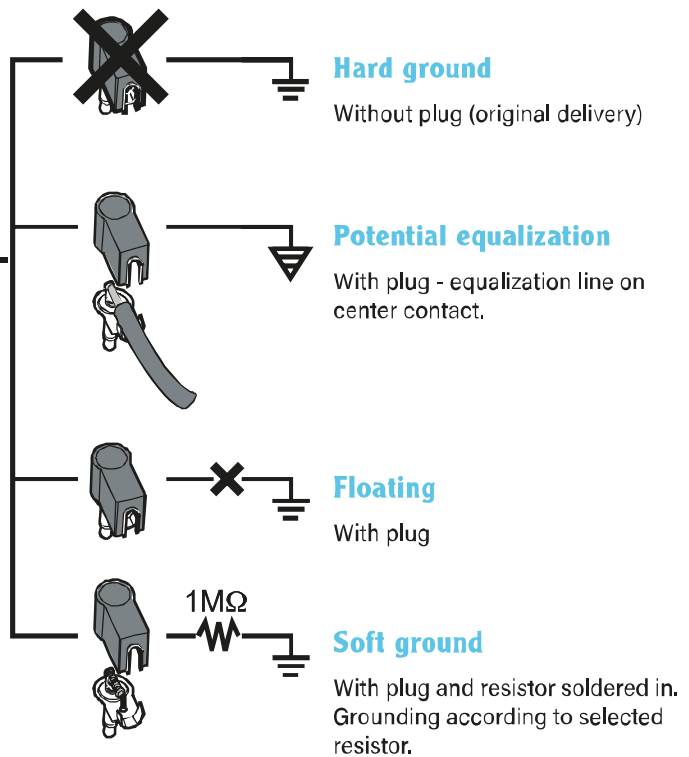 Hard ground
Without plug (original delivery)
Potential equalization
With plug - equalization line on
center contact.
Floating
With plug
1MΩ
Soft ground
With plug and resistor soldered in.
Grounding according to selected
resistor.